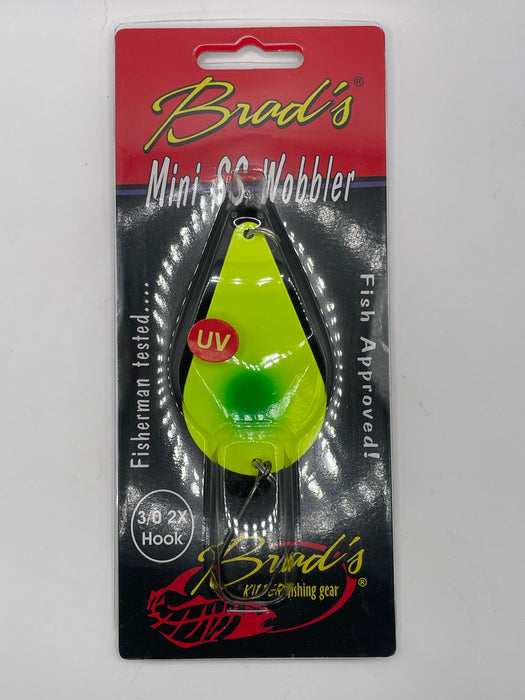 Brad's®
Mini SS Wobbler
Fisherman tested....
Fish Approved!
UV
3/0 2X
Hook
Brad's
KILLER fishing gear ®